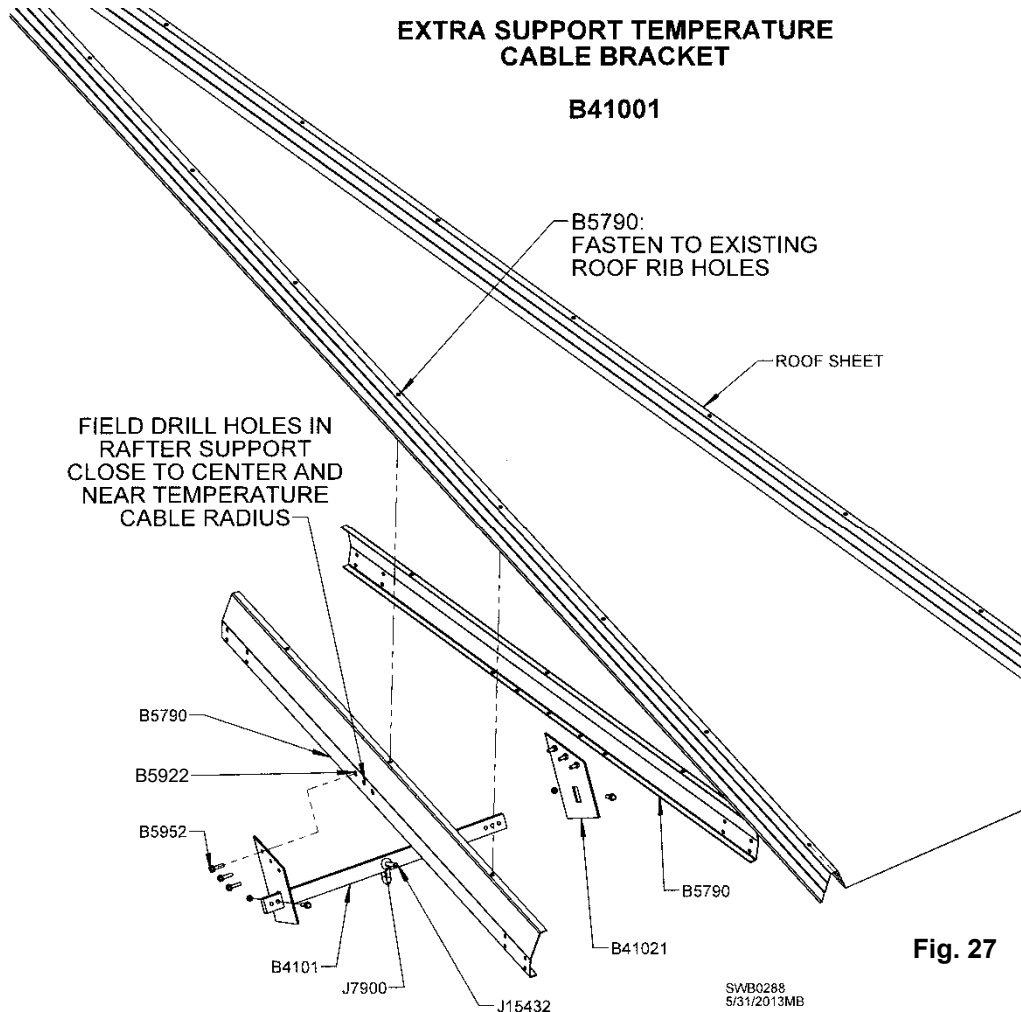 EXTRA SUPPORT TEMPERATURE
CABLE BRACKET
B41001
B5790:
FASTEN TO EXISTING
ROOF RIB HOLES
ROOF SHEET
FIELD DRILL HOLES IN
RAFTER SUPPORT
CLOSE TO CENTER AND
NEAR TEMPERATURE
CABLE RADIUS
B5790
B5922
B5952
B5790
B41021
B4101
J7900
J15432
Fig. 27
SWB0288
5/31/2013MB